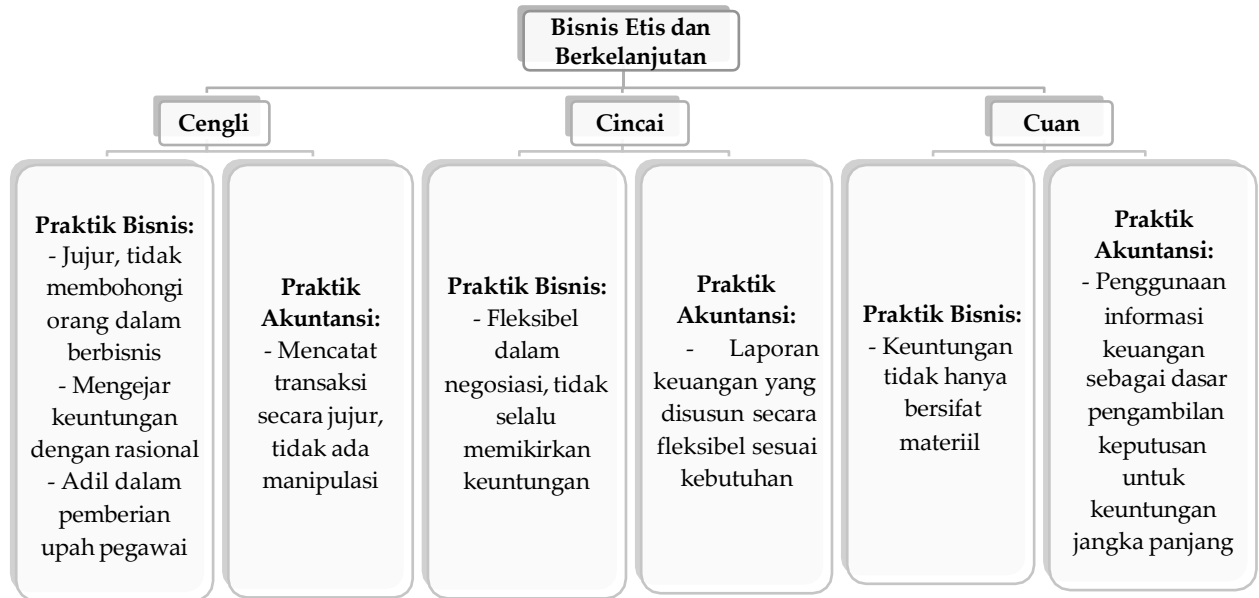 Bisnis Etis dan
Berkelanjutan
Cengli
Cincai
Cuan
Praktik Bisnis:
- Jujur, tidak
membohongi
orang dalam
berbisnis
- Mengejar
keuntungan
dengan rasional
- Adil dalam
pemberian
upah pegawai
Praktik
Akuntansi:
- Mencatat
transaksi
secara jujur,
tidak ada
manipulasi
Praktik Bisnis:
- Fleksibel
dalam
negosiasi, tidak
selalu
memikirkan
keuntungan
Praktik
Akuntansi:
- Laporan
keuangan yang
disusun secara
fleksibel sesuai
kebutuhan
Praktik Bisnis:
- Keuntungan
tidak hanya
bersifat
materiil
Praktik
Akuntansi:
- Penggunaan
informasi
keuangan
sebagai dasar
pengambilan
keputusan
untuk
keuntungan
jangka panjang